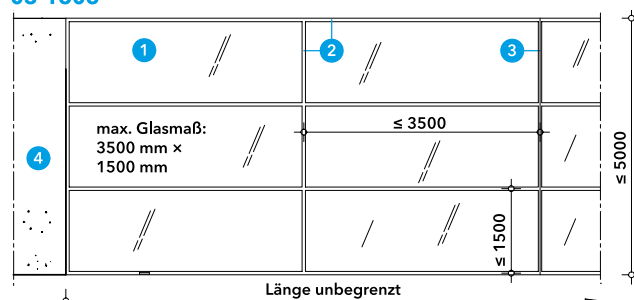 1
2
3
max. Glasmaß:
3500 mm ×
1500 mm
≤ 3500
4
≤ 5000
≤ 1500
Länge unbegrenzt